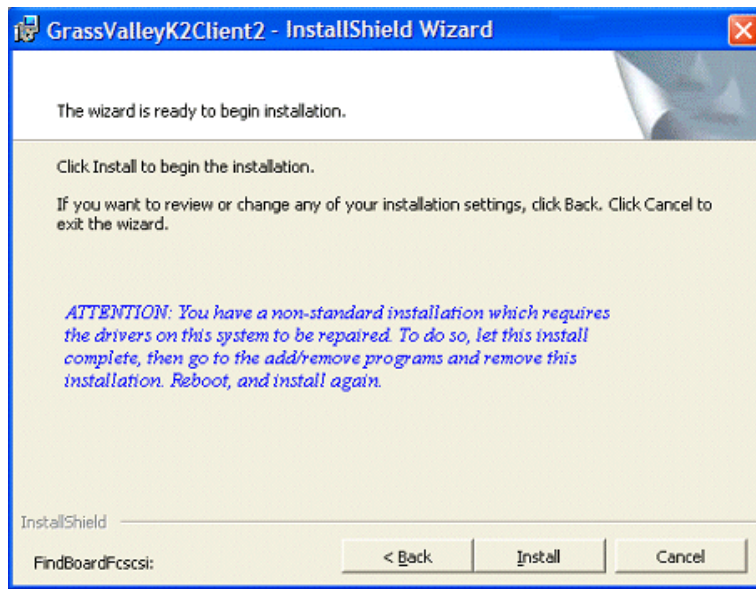 GrassValleyK2Client2 - InstallShield Wizard
The wizard is ready to begin installation.
Click Install to begin the installation.
If you want to review or change any of your installation settings, click Back. Click Cancel to
exit the wizard.
ATTENTION: You have a non-standard installation which requires
the drivers on this system to be repaired. To do so, let this install
complete, then go to the add/remove programs and remove this
installation. Reboot, and install again.
InstallShield
FindBoardFcscsi:
< Back
Install
Cancel